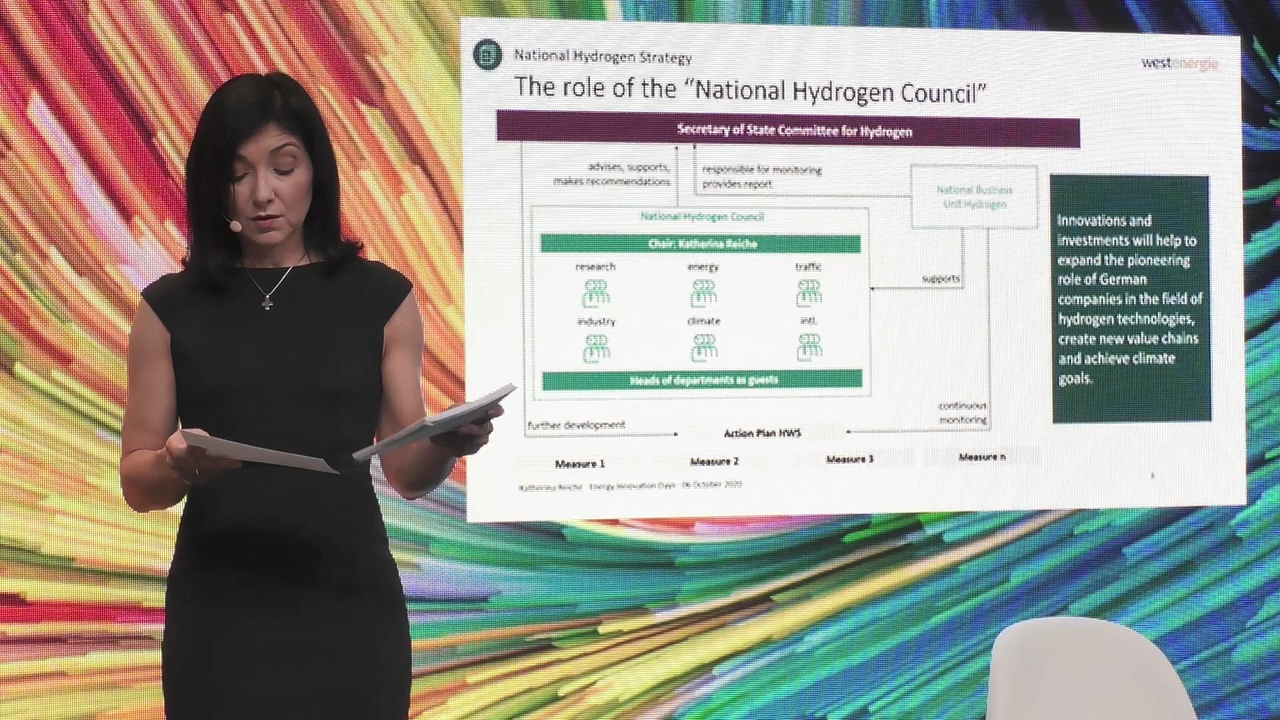 National Hydrogen Strategy
westenergie
The role of the “National Hydrogen Council”
Secretary of State Committee for Hydrogen
advises, supports,
makes recommendations
responsible for monitoring
provides report
National Business
Unit Hydrogen
National Hydrogen Council
Chair: Katherina Reiche
research energy traffic
industry climate intl.
Heads of departments as guests
supports
continuous
monitoring
further development
Action Plan NWS
Measure 1 Measure 2 Measure 3 Measure n
Innovations and
investments will help to
expand the pioneering
role of German
companies in the field of
hydrogen technologies,
create new value chains
and achieve climate
goals.
Katherina Reiche Energy Innovation Days 06 October 2020